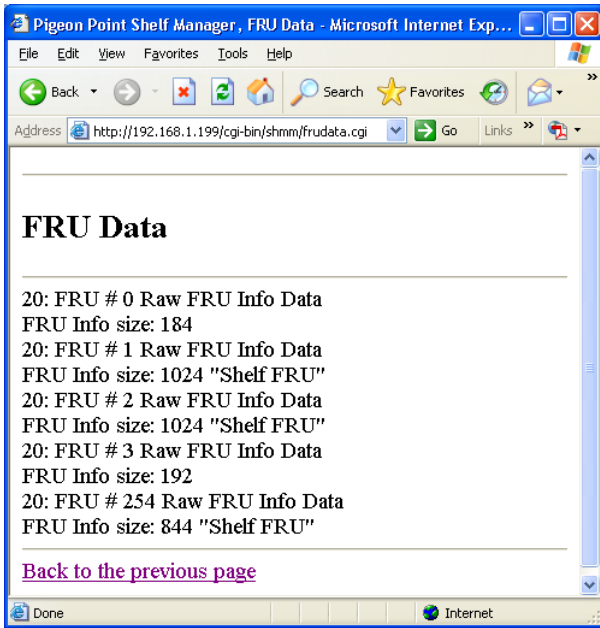 Pigeon Point Shelf Manager, FRU Data - Microsoft Internet Exp...
File Edit View Favorites Tools Help
Back Search Favorites »
Address http://192.168.1.199/cgi-bin/shmm/frudata.cgi Go Links »
FRU Data
20: FRU # 0 Raw FRU Info Data
FRU Info size: 184
20: FRU # 1 Raw FRU Info Data
FRU Info size: 1024 "Shelf FRU"
20: FRU # 2 Raw FRU Info Data
FRU Info size: 1024 "Shelf FRU"
20: FRU # 3 Raw FRU Info Data
FRU Info size: 192
20: FRU # 254 Raw FRU Info Data
FRU Info size: 844 "Shelf FRU"
Back to the previous page
Done Internet